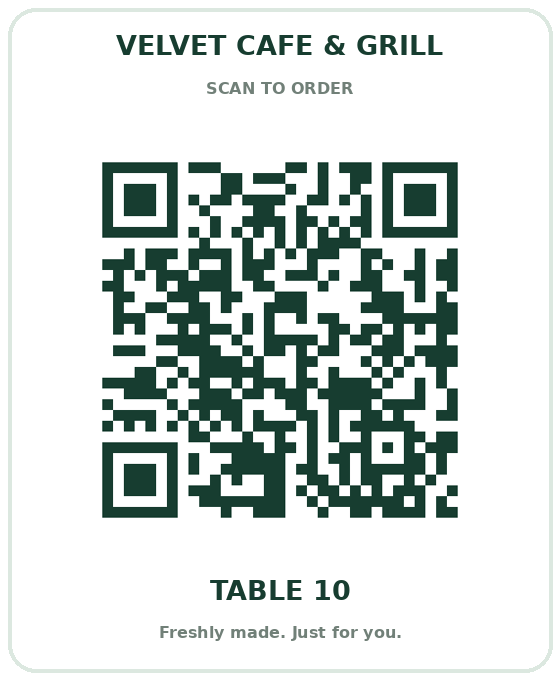 VELVET CAFE & GRILL
SCAN TO ORDER
TABLE 10
Freshly made. Just for you.